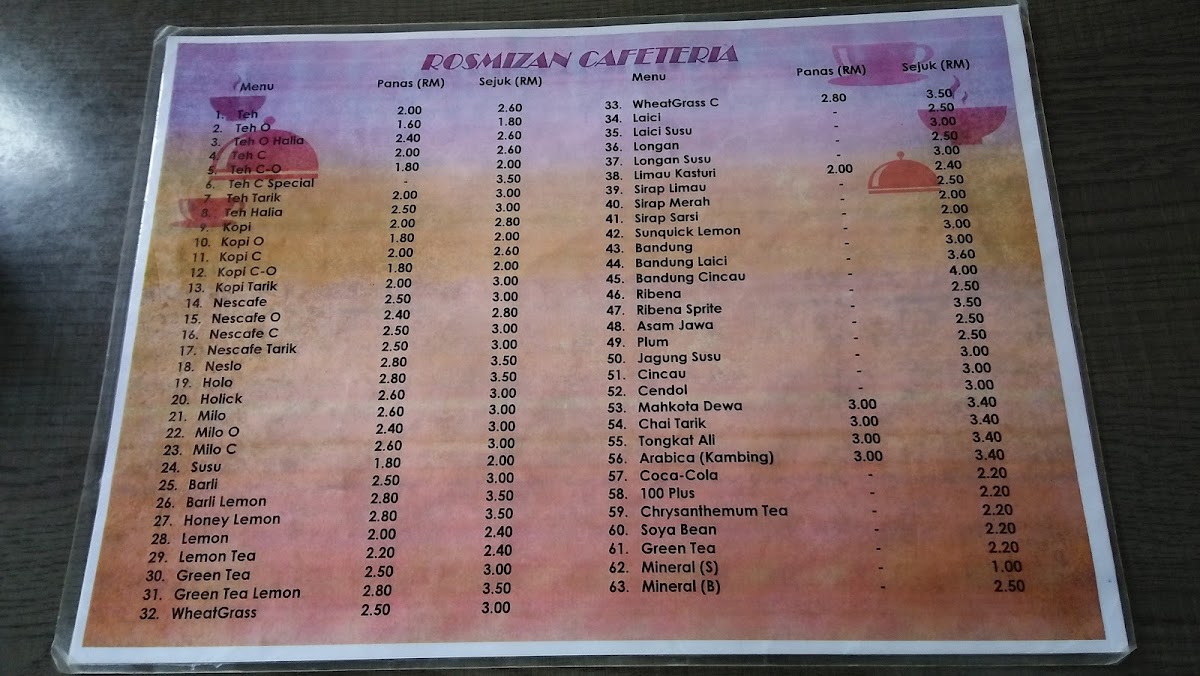 ROSMIZAN CAFETERIA
Menu Panas (RM) Sejuk (RM)
1. Teh 2.00 2.60
2. Teh O 1.60 1.80
3. Teh O Halia 2.40 2.60
4. Teh C 2.00 2.60
5. Teh C-O 1.80 2.00
6. Teh C Special - 3.50
7. Teh Tarik 2.00 3.00
8. Teh Halia 2.50 3.00
9. Kopi 2.00 2.80
10. Kopi O 1.80 2.00
11. Kopi C 2.00 2.60
12. Kopi C-O 1.80 2.00
13. Kopi Tarik 2.00 3.00
14. Nescafe 2.50 3.00
15. Nescafe O 2.40 2.80
16. Nescafe C 2.50 3.00
17. Nescafe Tarik 2.50 3.00
18. Neslo 2.80 3.50
19. Holo 2.80 3.50
20. Holick 2.60 3.00
21. Milo 2.60 3.00
22. Milo O 2.40 3.00
23. Milo C 2.60 3.00
24. Susu 1.80 2.00
25. Barli 2.50 3.00
26. Barli Lemon 2.80 3.50
27. Honey Lemon 2.80 3.50
28. Lemon 2.00 2.40
29. Lemon Tea 2.20 2.40
30. Green Tea 2.50 3.00
31. Green Tea Lemon 2.80 3.50
32. WheatGrass 2.50 3.00
Menu Panas (RM) Sejuk (RM)
33. WheatGrass C 2.80 3.50
34. Laici - 2.50
35. Laici Susu - 3.00
36. Longan - 2.50
37. Longan Susu - 3.00
38. Limau Kasturi 2.00 2.40
39. Sirap Limau - 2.50
40. Sirap Merah - 2.00
41. Sirap Sarsi - 2.00
42. Sunquick Lemon - 3.00
43. Bandung - 3.00
44. Bandung Laici - 3.60
45. Bandung Cincau - 4.00
46. Ribena - 2.50
47. Ribena Sprite - 3.50
48. Asam Jawa - 2.50
49. Plum - 2.50
50. Jagung Susu - 3.00
51. Cincau - 3.00
52. Cendol - 3.00
53. Mahkota Dewa 3.00 3.40
54. Chai Tarik 3.00 3.40
55. Tongkat Ali 3.00 3.40
56. Arabica (Kambing) 3.00 3.40
57. Coca-Cola - 2.20
58. 100 Plus - 2.20
59. Chrysanthemum Tea - 2.20
60. Soya Bean - 2.20
61. Green Tea - 2.20
62. Mineral (S) - 1.00
63. Mineral (B) - 2.50